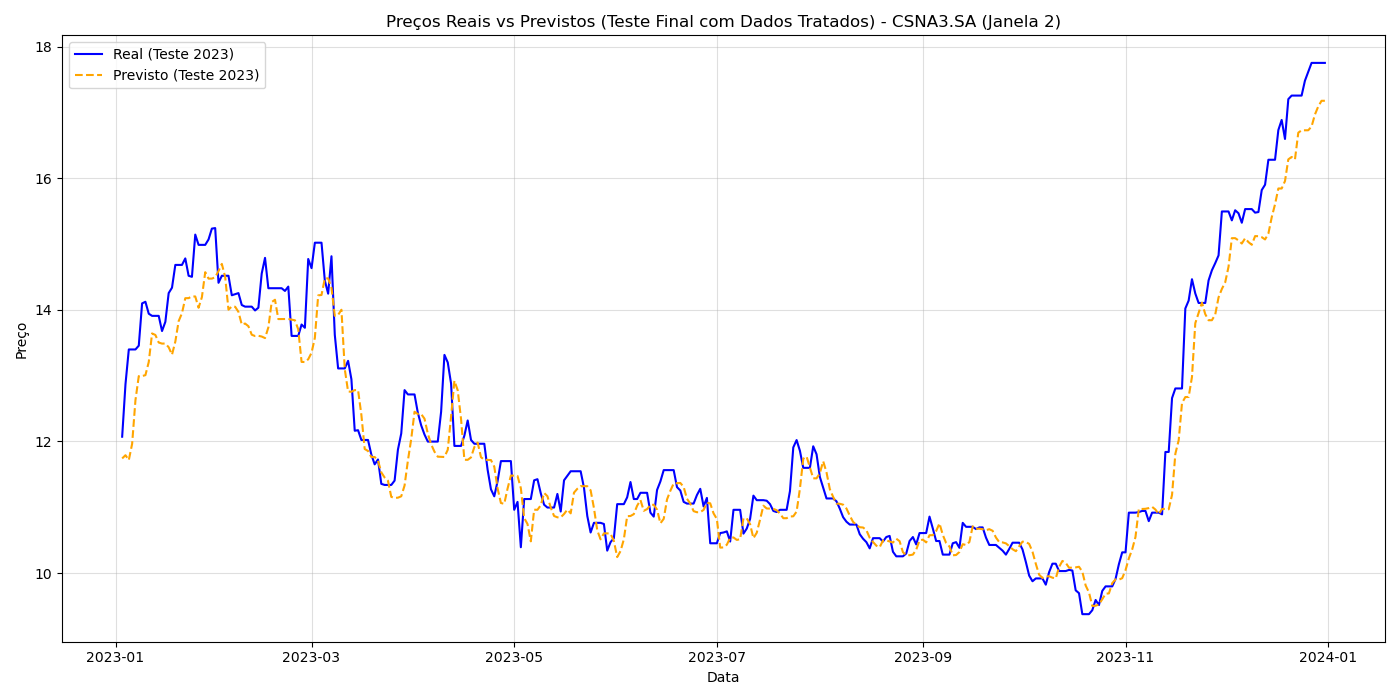 Preços Reais vs Previstos (Teste Final com Dados Tratados) - CSNA3.SA (Janela 2)
Real (Teste 2023)
Previsto (Teste 2023)
Preço
18
16
14
12
10
2023-01
2023-03
2023-05
2023-07
2023-09
2023-11
2024-01
Data